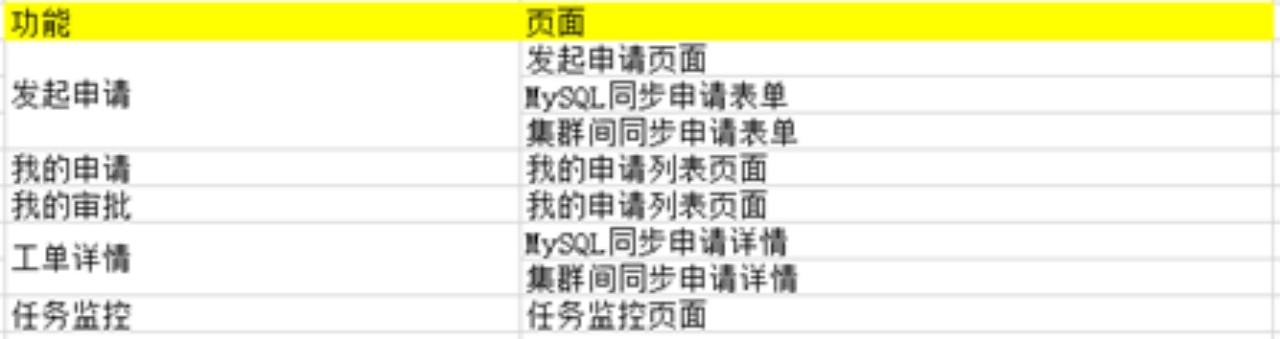 功能 页面
发起申请 发起申请页面
MySQL同步申请表单
集群间同步申请表单
我的申请 我的申请列表页面
我的审批 我的申请列表页面
工单详情 MySQL同步申请详情
集群间同步申请详情
任务监控 任务监控页面